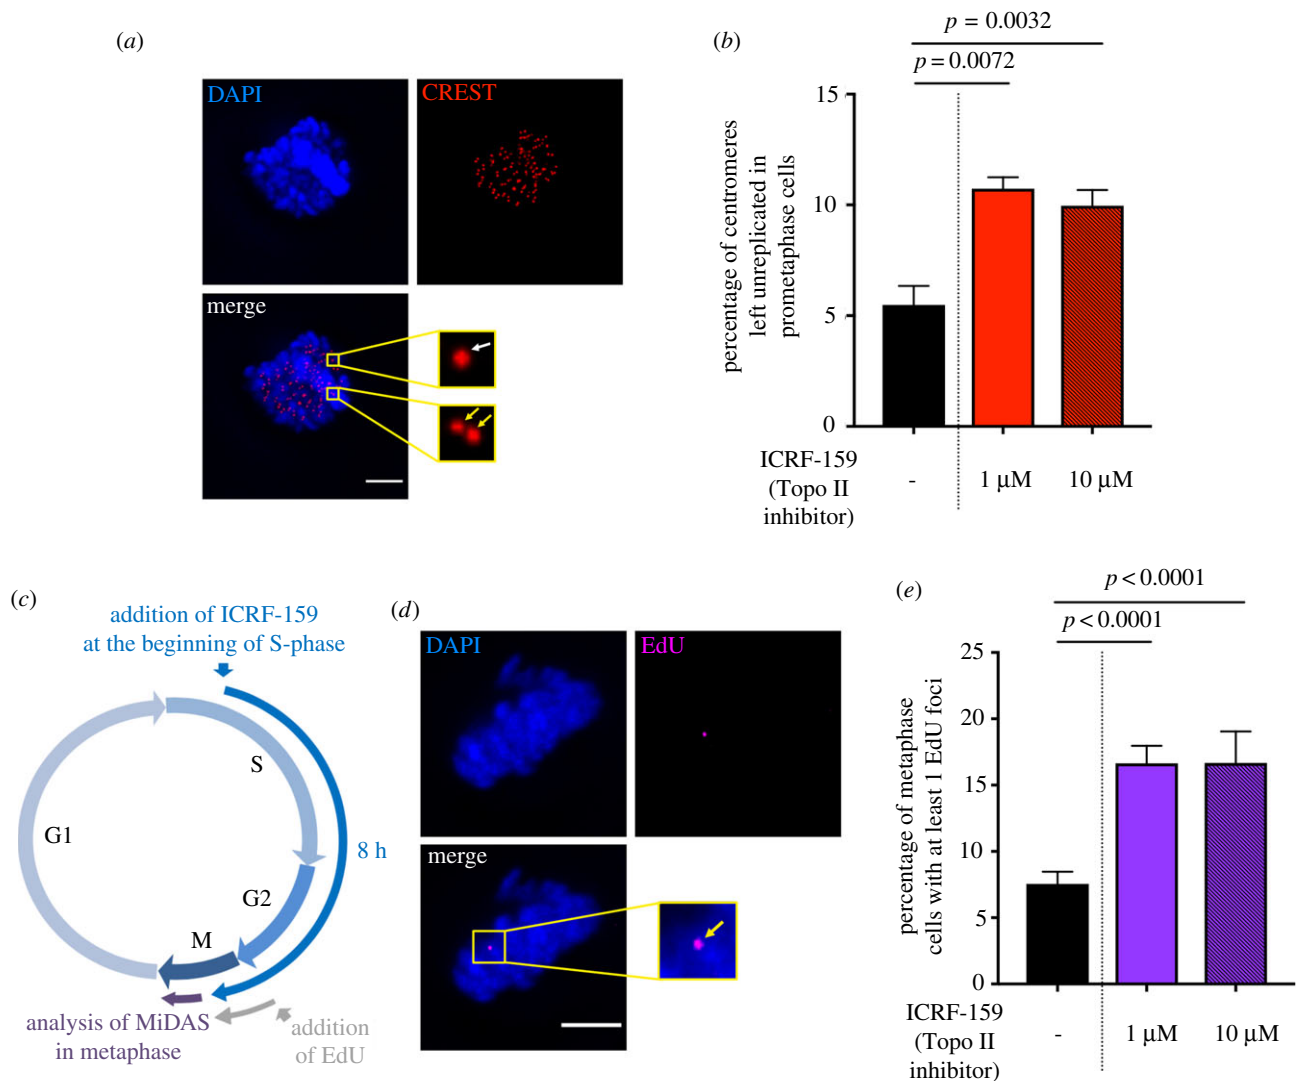 (a)
DAPI
CREST
merge
(b)
p = 0.0032
p = 0.0072
percentage of centromeres
left unreplicated in
prometaphase cells
15
10
5
0
ICRF-159
(Topo II
inhibitor)
-
1 μM
10 μM
(c)
addition of ICRF-159
at the beginning of S-phase
S
G1
8 h
G2
M
analysis of MiDAS
in metaphase
addition
of EdU
(d)
DAPI
EdU
merge
(e)
p < 0.0001
p < 0.0001
percentage of metaphase
cells with at least 1 EdU foci
25
20
15
10
5
0
ICRF-159
(Topo II
inhibitor)
-
1 μM
10 μM